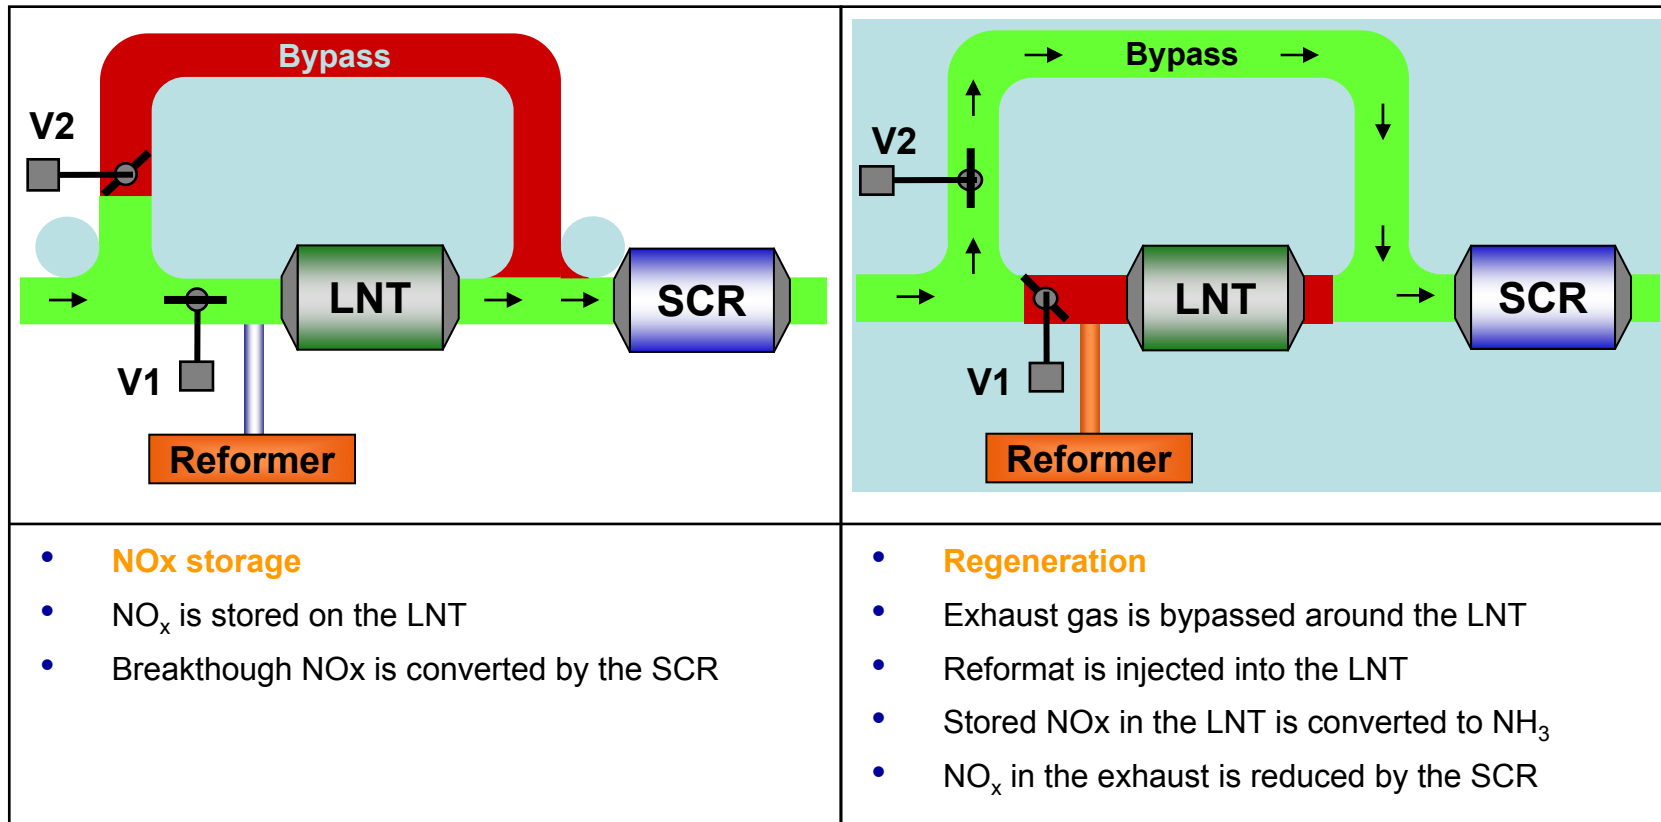 Bypass
V2
LNT
SCR
V1
Reformer
Bypass
V2
LNT
SCR
V1
Reformer
• NOx storage
• NOₓ is stored on the LNT
• Breakthough NOx is converted by the SCR
• Regeneration
• Exhaust gas is bypassed around the LNT
• Reformat is injected into the LNT
• Stored NOx in the LNT is converted to NH₃
• NOₓ in the exhaust is reduced by the SCR